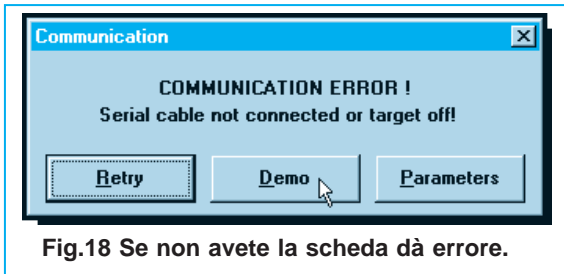 Communication
COMMUNICATION ERROR !
Serial cable not connected or target off!
Retry
Demo
Parameters
Fig.18 Se non avete la scheda dà errore.